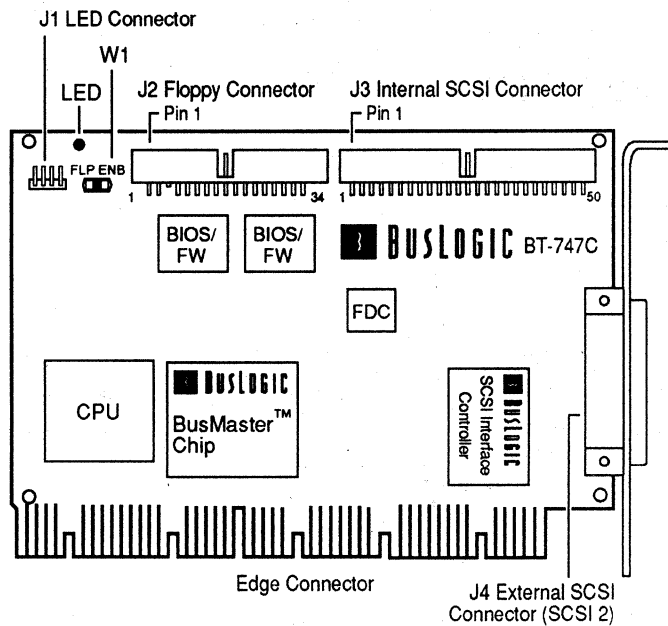 J1 LED Connector
W1
LED
J2 Floppy Connector
Pin 1
J3 Internal SCSI Connector
Pin 1
FLP ENB
1
34
1
50
BIOS/
FW
BIOS/
FW
BUSLOGIC BT-747C
FDC
CPU
BUSLOGIC
BusMaster™
Chip
BUSLOGIC
SCSI Interface
Controller
Edge Connector
J4 External SCSI
Connector (SCSI 2)